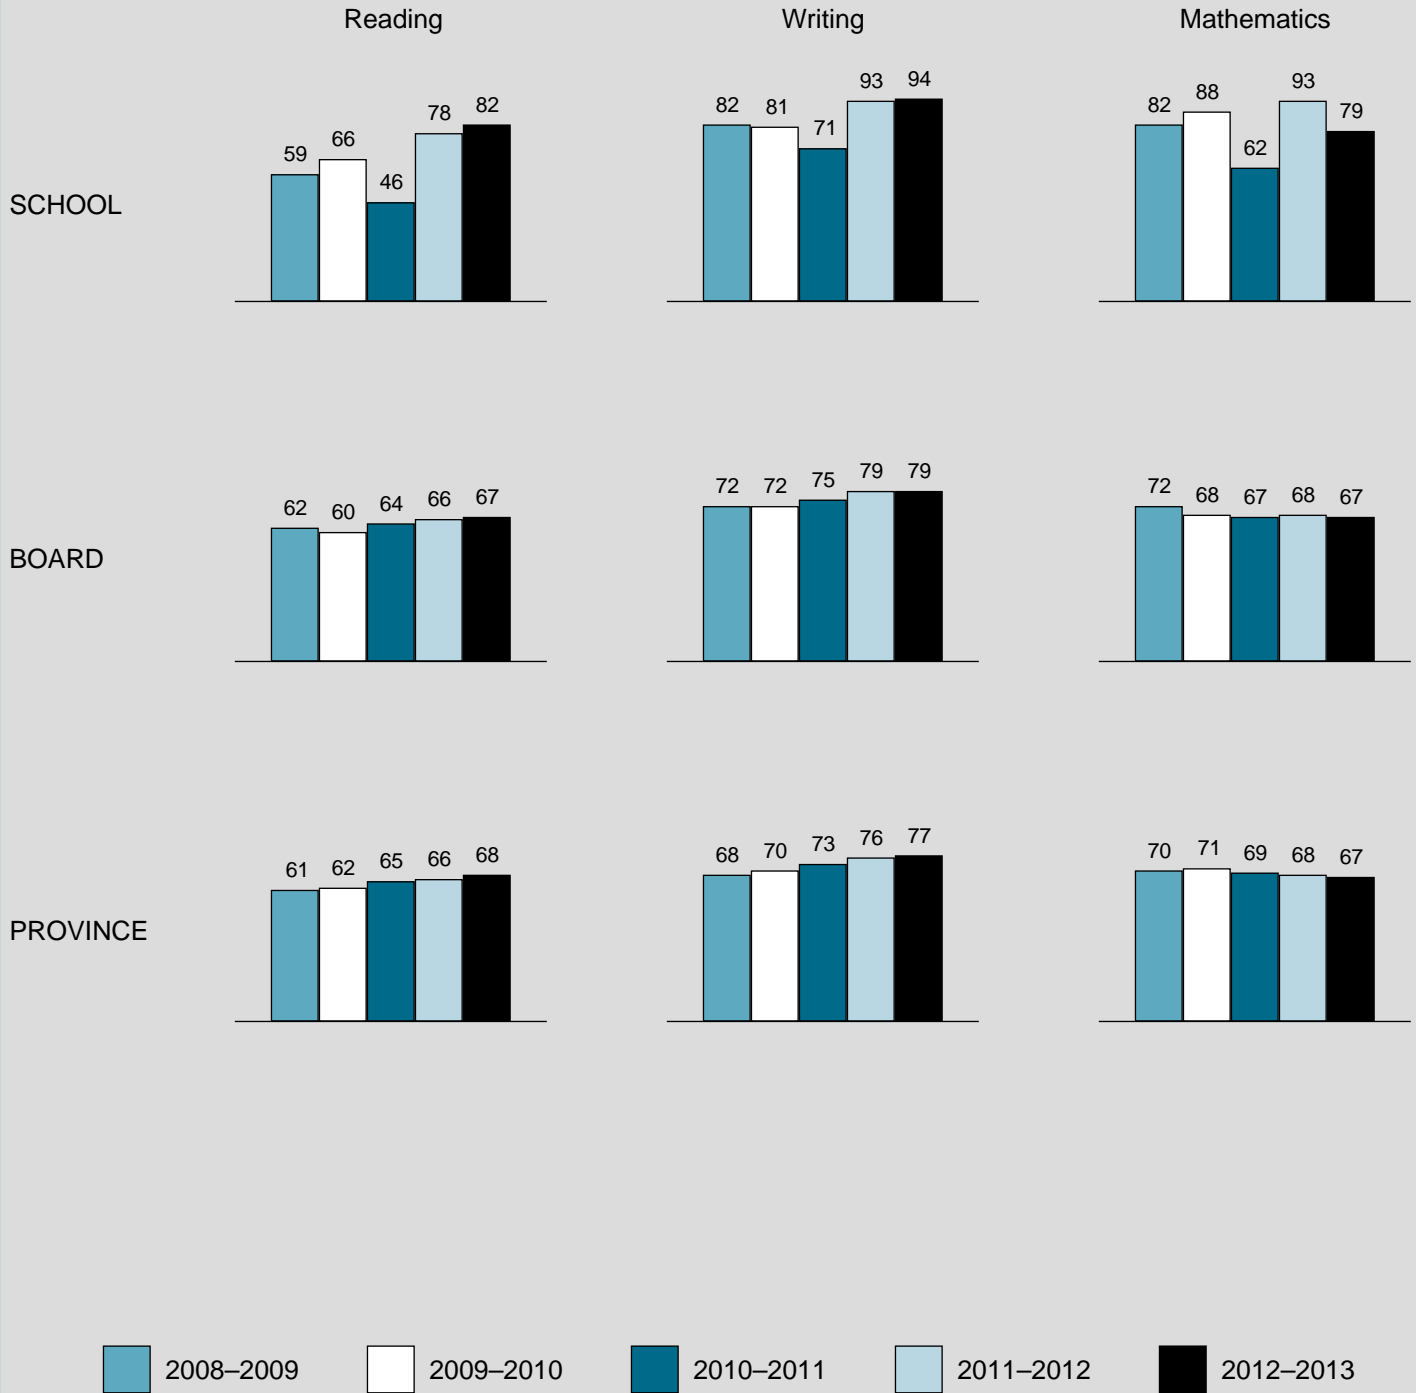 Reading Writing Mathematics
SCHOOL
59 66 46 78 82
82 81 71 93 94
82 88 62 93 79
BOARD
62 60 64 66 67
72 72 75 79 79
72 68 67 68 67
PROVINCE
61 62 65 66 68
68 70 73 76 77
70 71 69 68 67
2008–2009 2009–2010 2010–2011 2011–2012 2012–2013